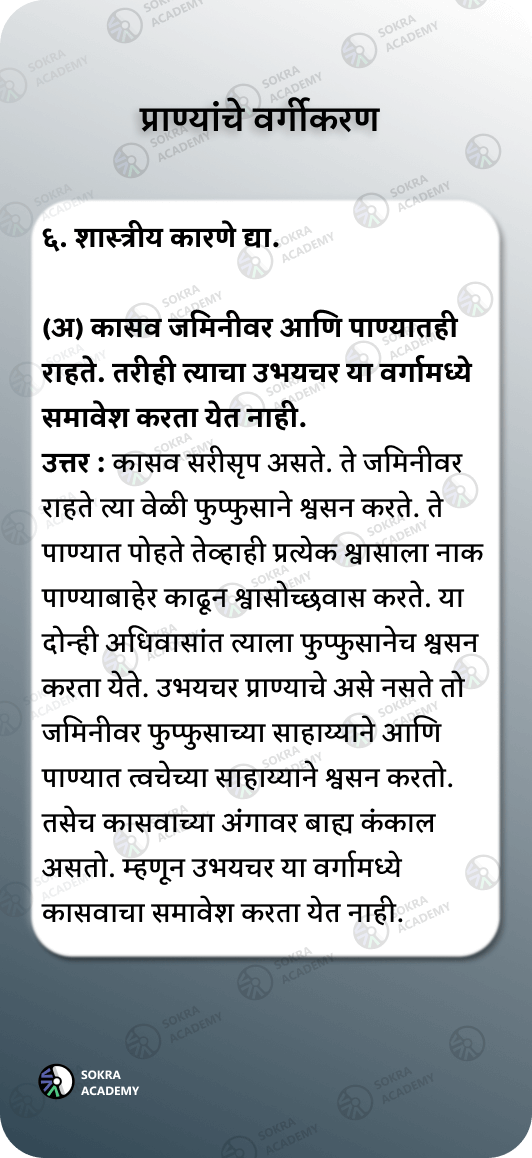 प्राण्यांचे वर्गीकरण
६. शास्त्रीय कारणे द्या.
(अ) कासव जमिनीवर आणि पाण्यातही
राहते. तरीही त्याचा उभयचर या वर्गामध्ये
समावेश करता येत नाही.
उत्तर : कासव सरीसृप असते. ते जमिनीवर
राहते त्या वेळी फुप्फुसाने श्वसन करते. ते
पाण्यात पोहते तेव्हाही प्रत्येक श्वासाला नाक
पाण्याबाहेर काढून श्वासोच्छवास करते. या
दोन्ही अधिवासांत त्याला फुप्फुसानेच श्वसन
करता येते. उभयचर प्राण्याचे असे नसते तो
जमिनीवर फुप्फुसाच्या साहाय्याने आणि
पाण्यात त्वचेच्या साहाय्याने श्वसन करतो.
तसेच कासवाच्या अंगावर बाह्य कंकाल
असतो. म्हणून उभयचर या वर्गामध्ये
कासवाचा समावेश करता येत नाही.
SOKRA
ACADEMY